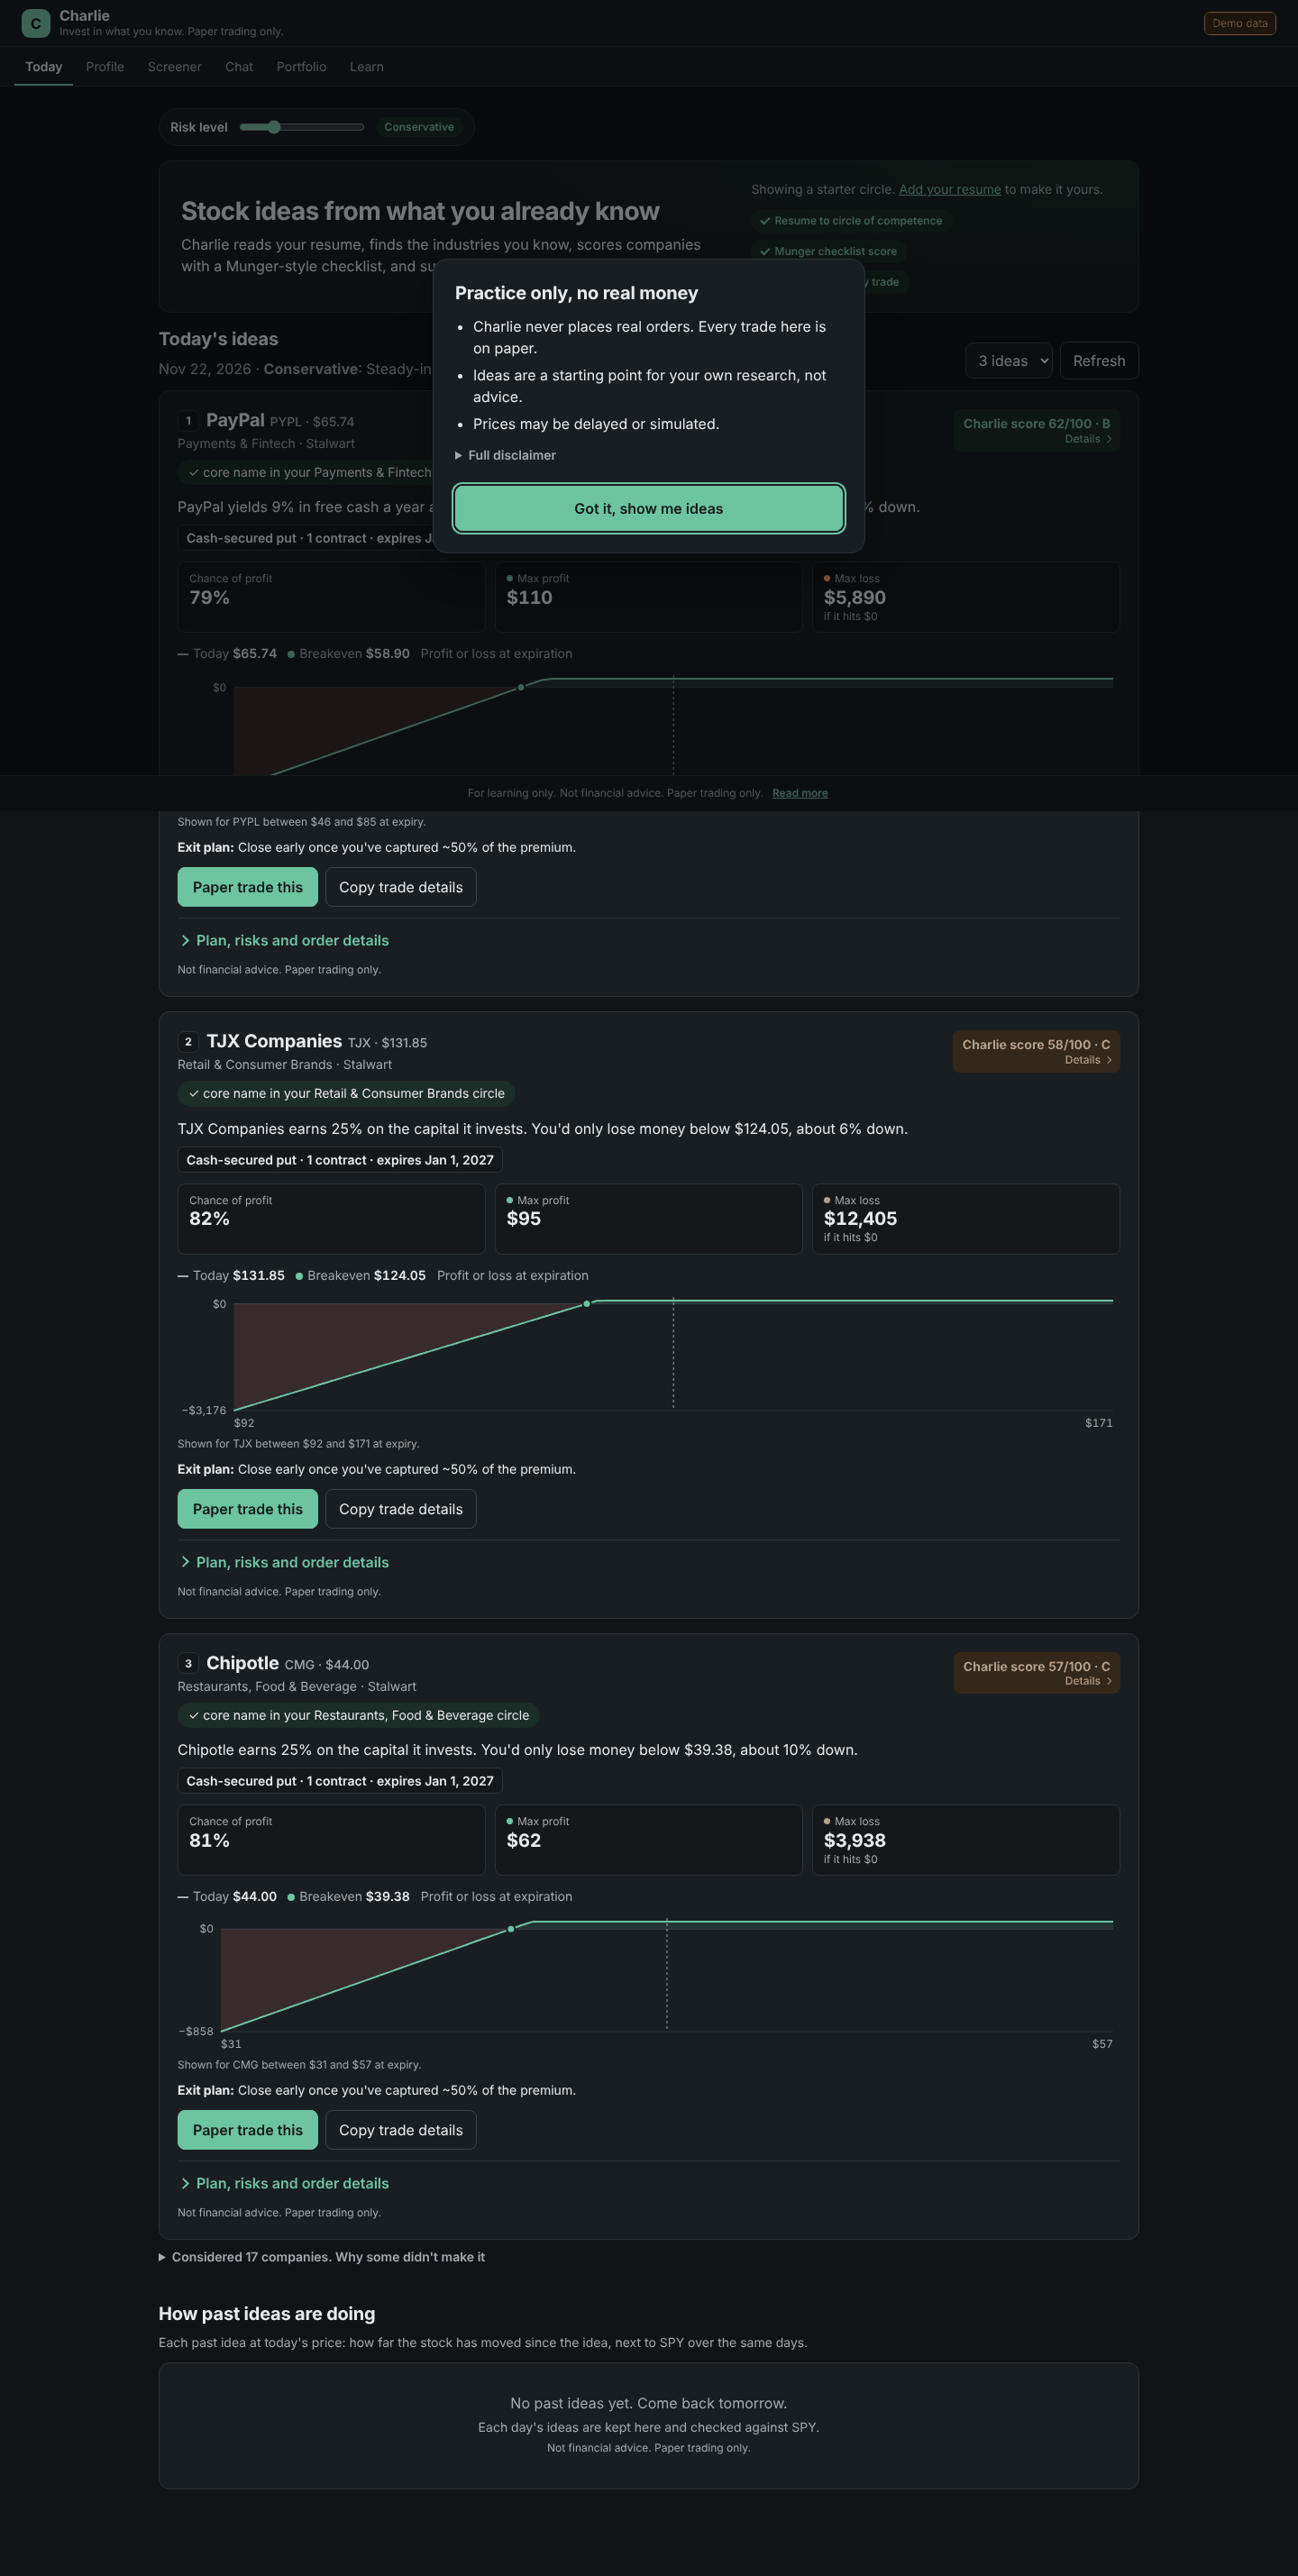 C
Charlie
Invest in what you know. Paper trading only.
Demo data
Today Profile Screener Chat Portfolio Learn
Risk level Conservative
Stock ideas from what you already know
Charlie reads your resume, finds the industries you know, scores companies
with a Munger-style checklist, and
Showing a starter circle. Add your resume to make it yours.
✓ Resume to circle of competence
✓ Munger checklist score
trade
Practice only, no real money
• Charlie never places real orders. Every trade here is
on paper.
• Ideas are a starting point for your own research, not
advice.
• Prices may be delayed or simulated.
▶ Full disclaimer
Got it, show me ideas
Today's ideas
Nov 22, 2026 · Conservative: Steady-in
3 ideas
Refresh
1 PayPal PYPL · $65.74
Payments & Fintech · Stalwart
Charlie score 62/100 · B
Details >
✓ core name in your Payments & Fintech
PayPal yields 9% in free cash a year
% down.
Cash-secured put · 1 contract · expires
Chance of profit
79%
Max profit
$110
Max loss
$5,890
if it hits $0
Today $65.74 Breakeven $58.90 Profit or loss at expiration
$0
For learning only. Not financial advice. Paper trading only. Read more
Shown for PYPL between $46 and $85 at expiry.
Exit plan: Close early once you've captured ~50% of the premium.
Paper trade this
Copy trade details
Plan, risks and order details
Not financial advice. Paper trading only.
2 TJX Companies TJX · $131.85
Retail & Consumer Brands · Stalwart
Charlie score 58/100 · C
Details >
✓ core name in your Retail & Consumer Brands circle
TJX Companies earns 25% on the capital it invests. You'd only lose money below $124.05, about 6% down.
Cash-secured put · 1 contract · expires Jan 1, 2027
Chance of profit
82%
Max profit
$95
Max loss
$12,405
if it hits $0
Today $131.85 Breakeven $124.05 Profit or loss at expiration
$0
−$3,176
$92
$171
Shown for TJX between $92 and $171 at expiry.
Exit plan: Close early once you've captured ~50% of the premium.
Paper trade this
Copy trade details
Plan, risks and order details
Not financial advice. Paper trading only.
3 Chipotle CMG · $44.00
Restaurants, Food & Beverage · Stalwart
Charlie score 57/100 · C
Details >
✓ core name in your Restaurants, Food & Beverage circle
Chipotle earns 25% on the capital it invests. You'd only lose money below $39.38, about 10% down.
Cash-secured put · 1 contract · expires Jan 1, 2027
Chance of profit
81%
Max profit
$62
Max loss
$3,938
if it hits $0
Today $44.00 Breakeven $39.38 Profit or loss at expiration
$0
−$858
$31
$57
Shown for CMG between $31 and $57 at expiry.
Exit plan: Close early once you've captured ~50% of the premium.
Paper trade this
Copy trade details
Plan, risks and order details
Not financial advice. Paper trading only.
▶ Considered 17 companies. Why some didn't make it
How past ideas are doing
Each past idea at today's price: how far the stock has moved since the idea, next to SPY over the same days.
No past ideas yet. Come back tomorrow.
Each day's ideas are kept here and checked against SPY.
Not financial advice. Paper trading only.